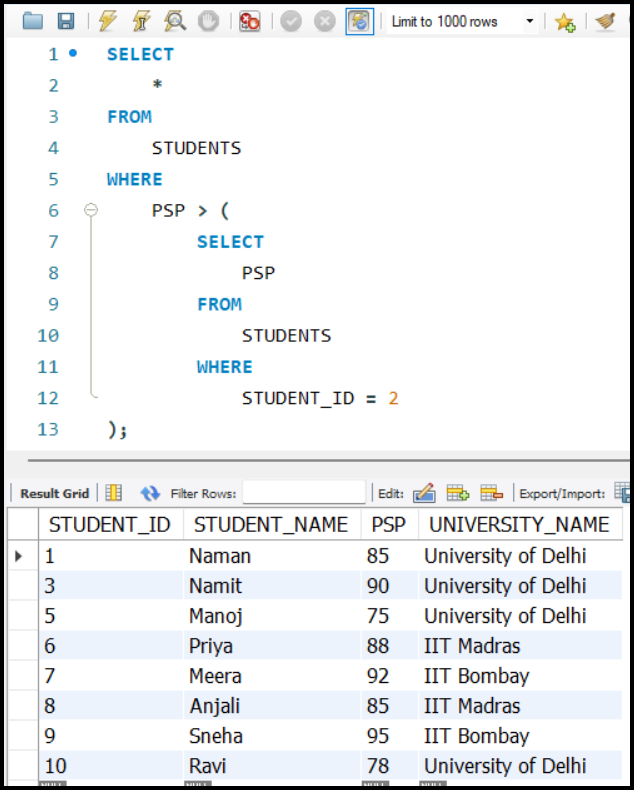 Limit to 1000 rows
1 SELECT
2 *
3 FROM
4 STUDENTS
5 WHERE
6 PSP > (
7 SELECT
8 PSP
9 FROM
10 STUDENTS
11 WHERE
12 STUDENT_ID = 2
13 );
Result Grid Filter Rows: Edit: Export/Import:
STUDENT_ID STUDENT_NAME PSP UNIVERSITY_NAME
1 Naman 85 University of Delhi
3 Namit 90 University of Delhi
5 Manoj 75 University of Delhi
6 Priya 88 IIT Madras
7 Meera 92 IIT Bombay
8 Anjali 85 IIT Madras
9 Sneha 95 IIT Bombay
10 Ravi 78 University of Delhi